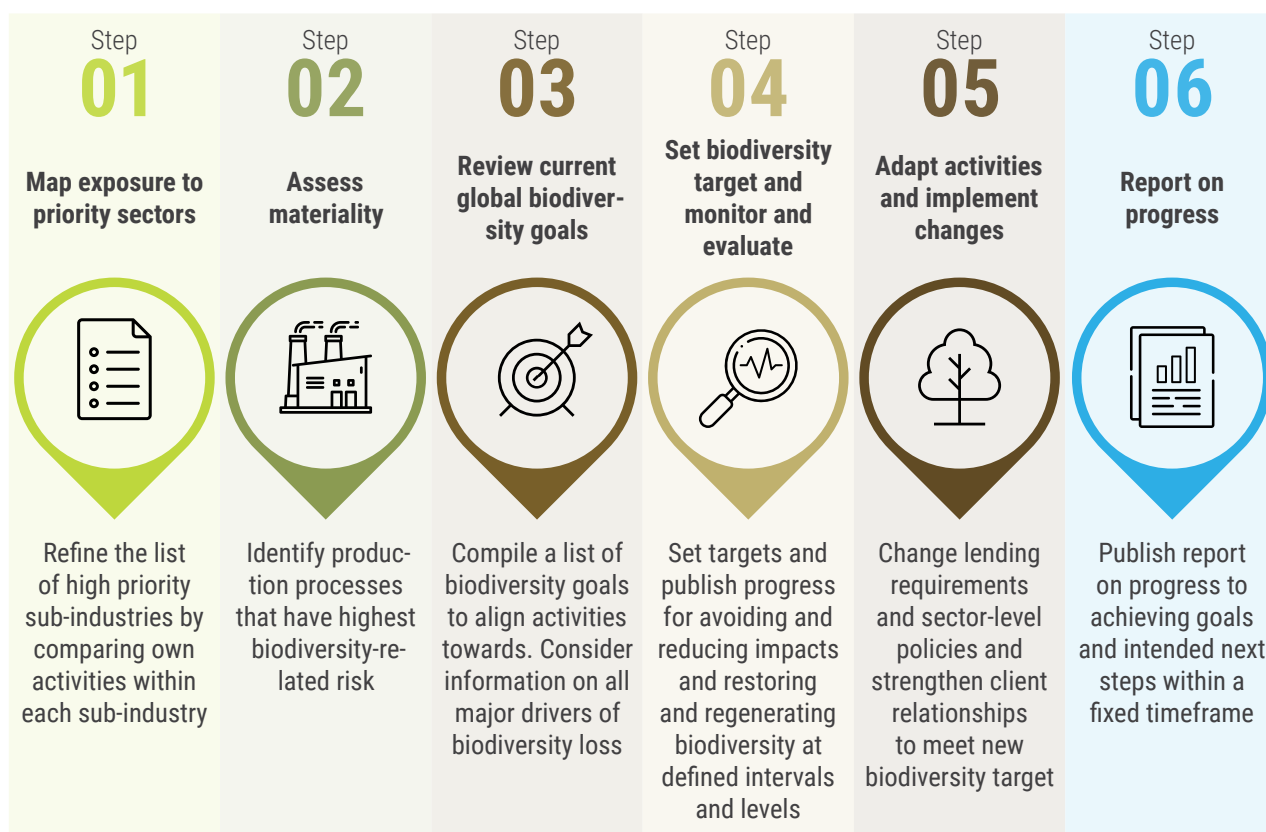 Step
01
Map exposure to
priority sectors
Refine the list
of high priority
sub-industries by
comparing own
activities within
each sub-industry
Step
02
Assess
materiality
Identify produc-
tion processes
that have highest
biodiversity-re-
lated risk
Step
03
Review current
global biodiver-
sity goals
Compile a list of
biodiversity goals
to align activities
towards. Consider
information on all
major drivers of
biodiversity loss
Step
04
Set biodiversity
target and
monitor and
evaluate
Set targets and
publish progress
for avoiding and
reducing impacts
and restoring
and regenerating
biodiversity at
defined intervals
and levels
Step
05
Adapt activities
and implement
changes
Change lending
requirements
and sector-level
policies and
strengthen client
relationships
to meet new
biodiversity target
Step
06
Report on
progress
Publish report
on progress to
achieving goals
and intended next
steps within a
fixed timeframe